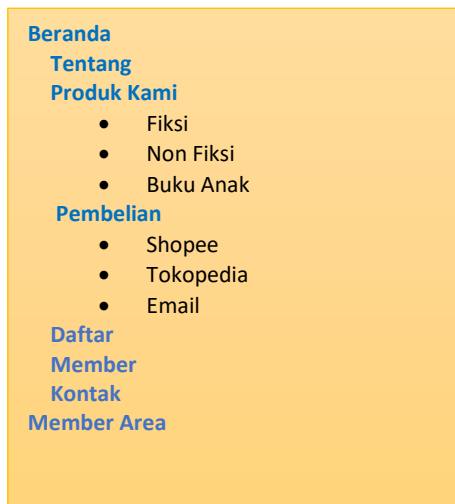 Beranda
Tentang
Produk Kami
• Fiksi
• Non Fiksi
• Buku Anak
Pembelian
• Shopee
• Tokopedia
• Email
Daftar
Member
Kontak
Member Area